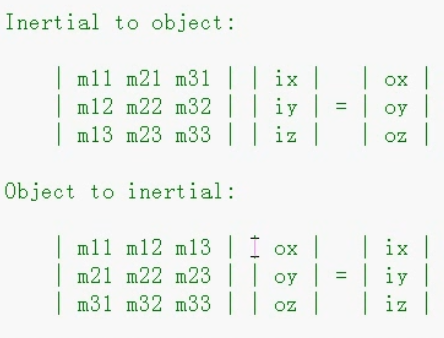 Inertial to object:
| m11 m21 m31 | | ix |   | ox |
| m12 m22 m32 | | iy | = | oy |
| m13 m23 m33 | | iz |   | oz |
Object to inertial:
| m11 m12 m13 | | ox |   | ix |
| m21 m22 m23 | | oy | = | iy |
| m31 m32 m33 | | oz |   | iz |